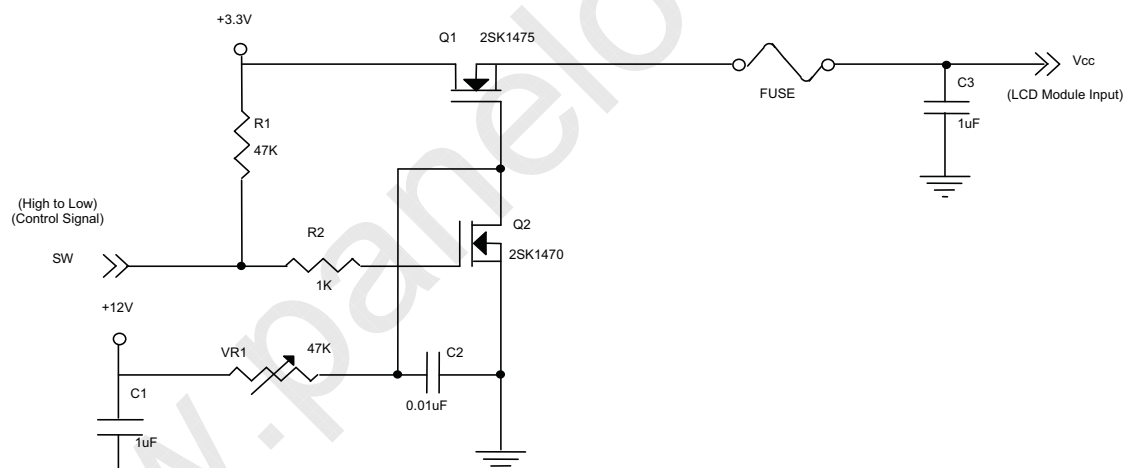 +3.3V
Q1 2SK1475
Vcc
C3
FUSE
(LCD Module Input)
1uF
R1
47K
(High to Low)
(Control Signal)
SW
R2
1K
Q2
2SK1470
+12V
VR1
47K
C2
0.01uF
C1
1uF
w.panelo